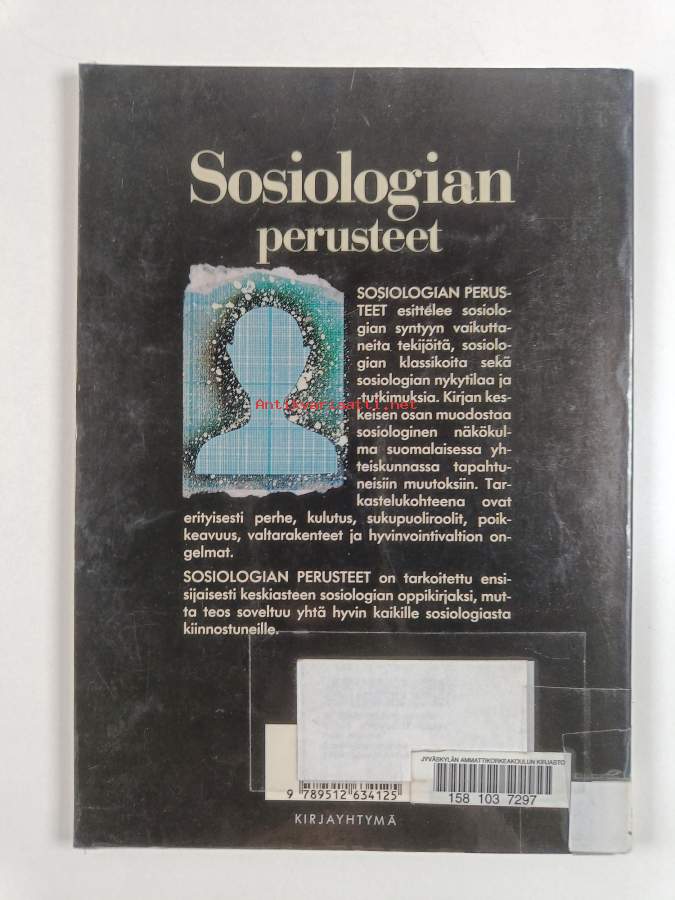 Sosiologian
perusteet
SOSIOLOGIAN PERUS-
TEET esittelee sosiolo-
gian syntyyn vaikutta-
neita tekijöitä, sosiolo-
gian klassikoita sekä
sosiologian nykytilaa ja
tutkimuksia. Kirjan kes-
keisen osan muodostaa
sosiologinen näkökul-
ma suomalaisessa yh-
teiskunnassa tapahtu-
neisiin muutoksiin. Tar-
kastelukohteena ovat
erityisesti perhe, kulutus, sukupuoliroolit, poik-
keavuus, valtarakenteet ja hyvinvointivaltion on-
gelmat.
SOSIOLOGIAN PERUSTEET on tarkoitettu ensi-
sijaisesti keskiasteen sosiologian oppikirjaksi, mut-
ta teos soveltuu yhtä hyvin kaikille sosiologiasta
kiinnostuneille.
Antikvariaatti.net
JYVÄSKYLÄN AMMATTIKORKEAKOULUN KIRJASTO
158 103 7297
9 789512 634125
KIRJAYHTYMÄ